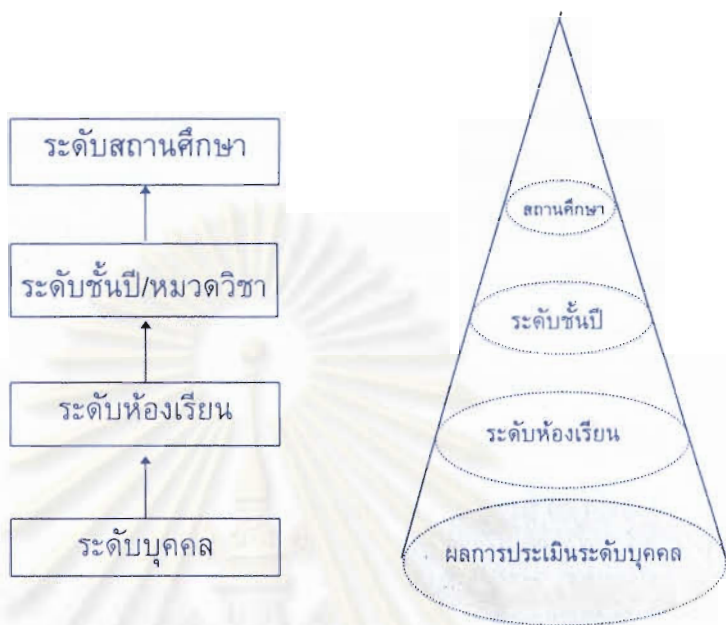 ระดับสถานศึกษา
ระดับชั้นปี/หมวดวิชา
ระดับห้องเรียน
ระดับบุคคล
สถานศึกษา
ระดับชั้นปี
ระดับห้องเรียน
ผลการประเมินระดับบุคคล